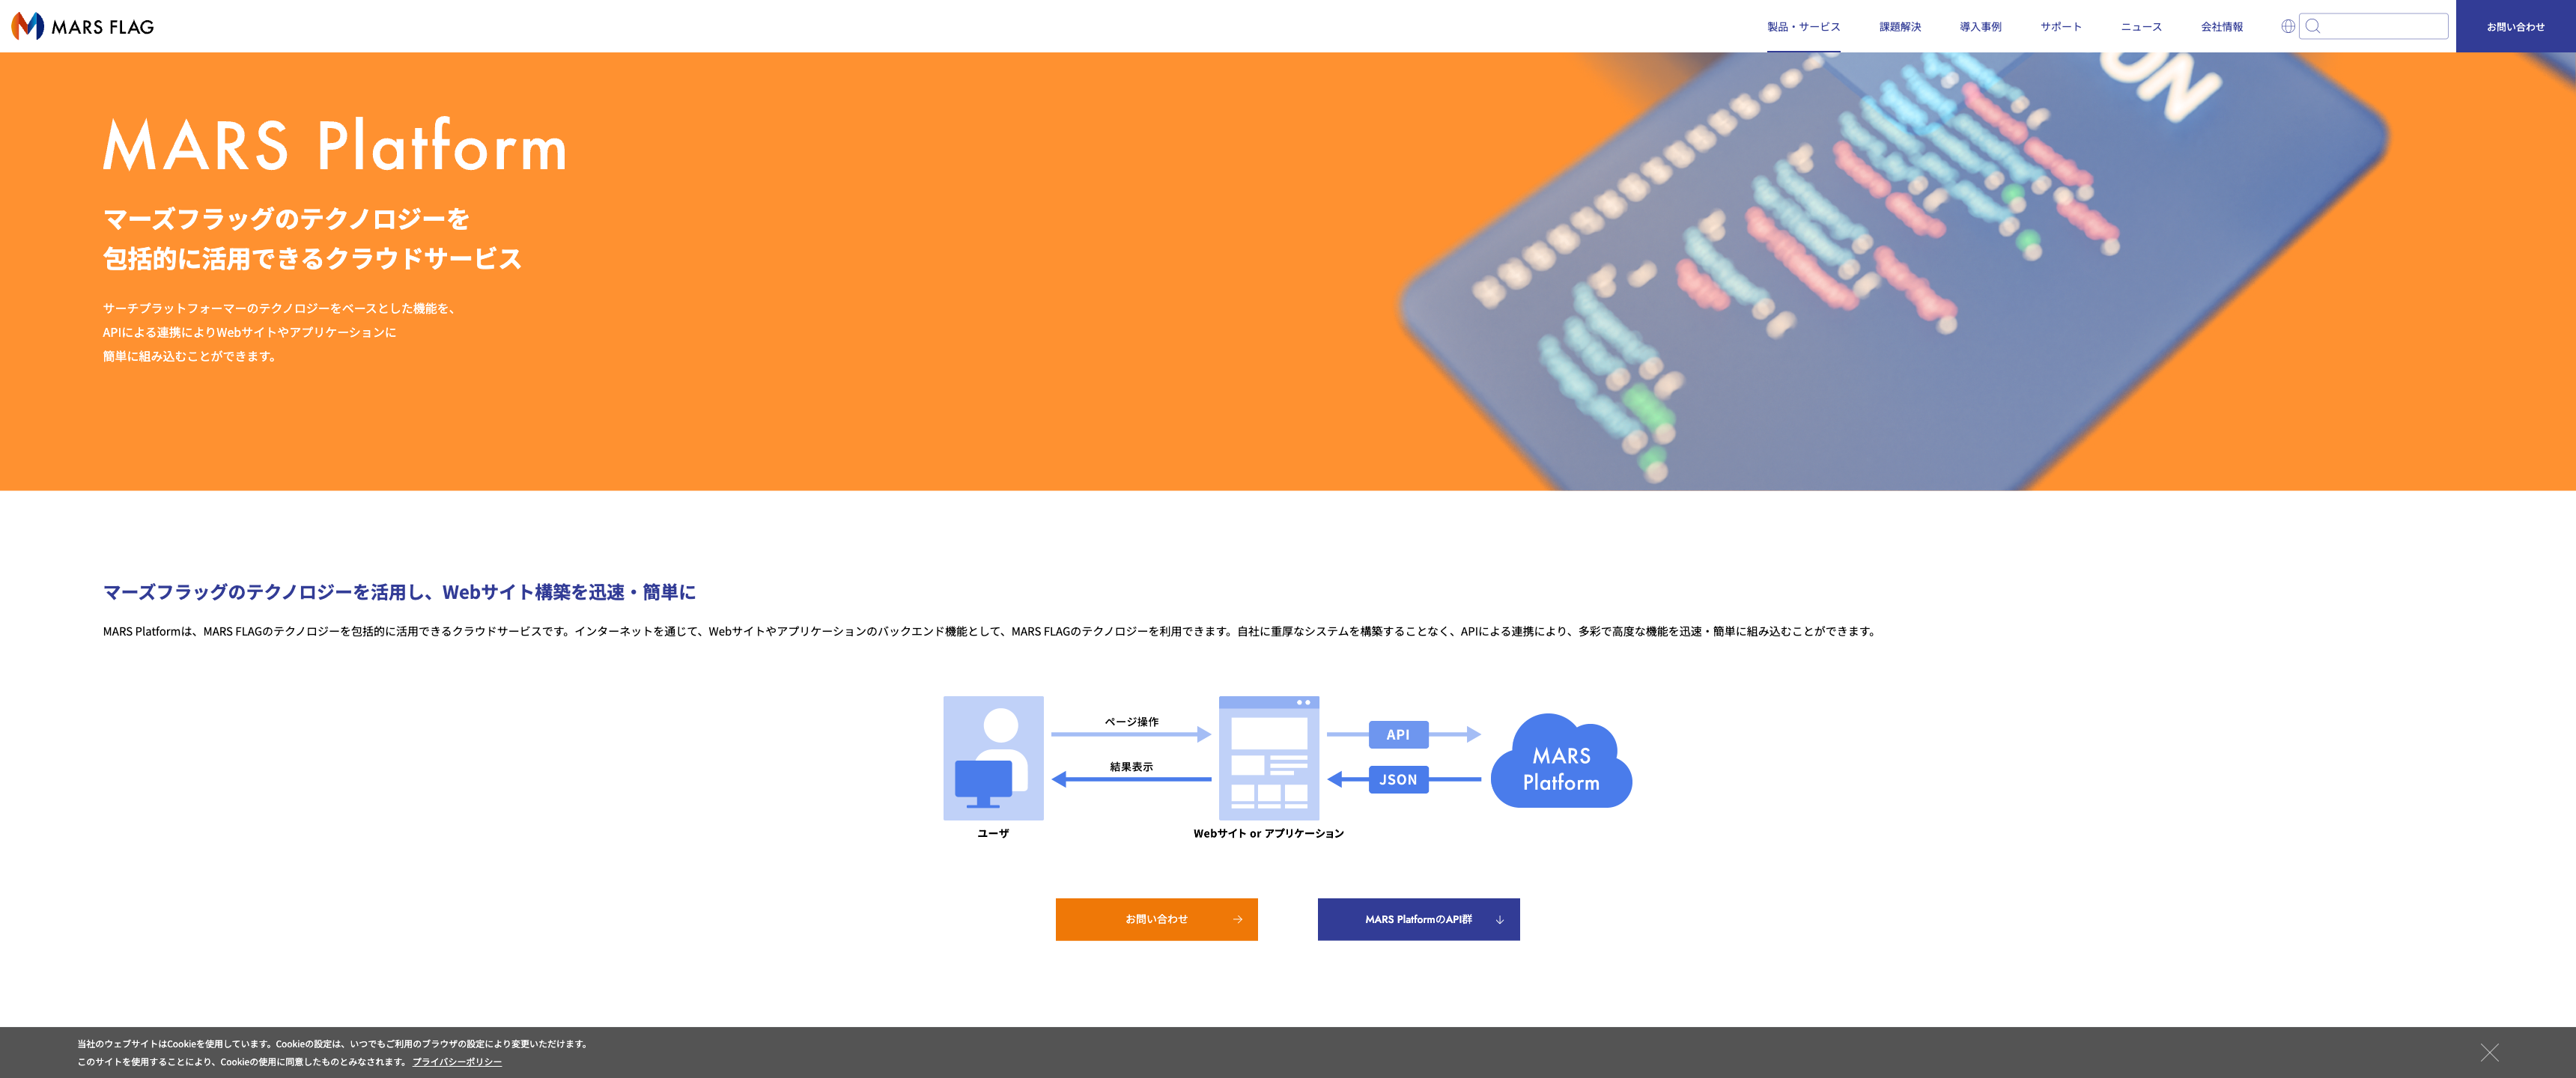 MARS FLAG
製品・サービス
課題解決
導入事例
サポート
ニュース
会社情報
お問い合わせ
ON
MARS Platform
マーズフラッグのテクノロジーを
包括的に活用できるクラウドサービス
サーチプラットフォーマーのテクノロジーをベースとした機能を、
APIによる連携によりWebサイトやアプリケーションに
簡単に組み込むことができます。
マーズフラッグのテクノロジーを活用し、Webサイト構築を迅速・簡単に
MARS Platformは、MARS FLAGのテクノロジーを包括的に活用できるクラウドサービスです。インターネットを通じて、Webサイトやアプリケーションのバックエンド機能として、MARS FLAGのテクノロジーを利用できます。自社に重厚なシステムを構築することなく、APIによる連携により、多彩で高度な機能を迅速・簡単に組み込むことができます。
ページ操作
結果表示
API
JSON
MARS
Platform
ユーザ
Webサイト or アプリケーション
お問い合わせ
MARS PlatformのAPI群
当社のウェブサイトはCookieを使用しています。Cookieの設定は、いつでもご利用のブラウザの設定により変更いただけます。
このサイトを使用することにより、Cookieの使用に同意したものとみなされます。 プライバシーポリシー